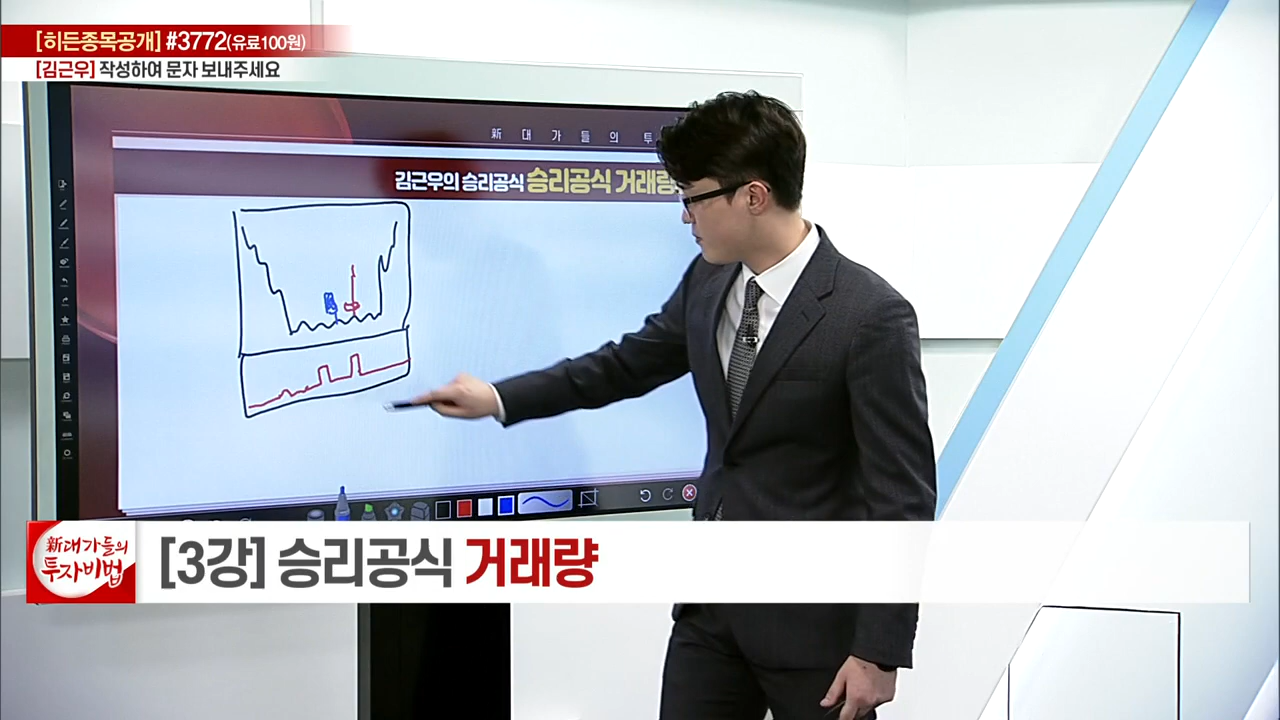 [히든종목공개] #3772(유료100원)
[김근우] 작성하여 문자 보내주세요
新 대 가 들 의 투
김근우의 승리공식 승리공식 거래량
新대가들의
투자비법
[3강] 승리공식 거래량